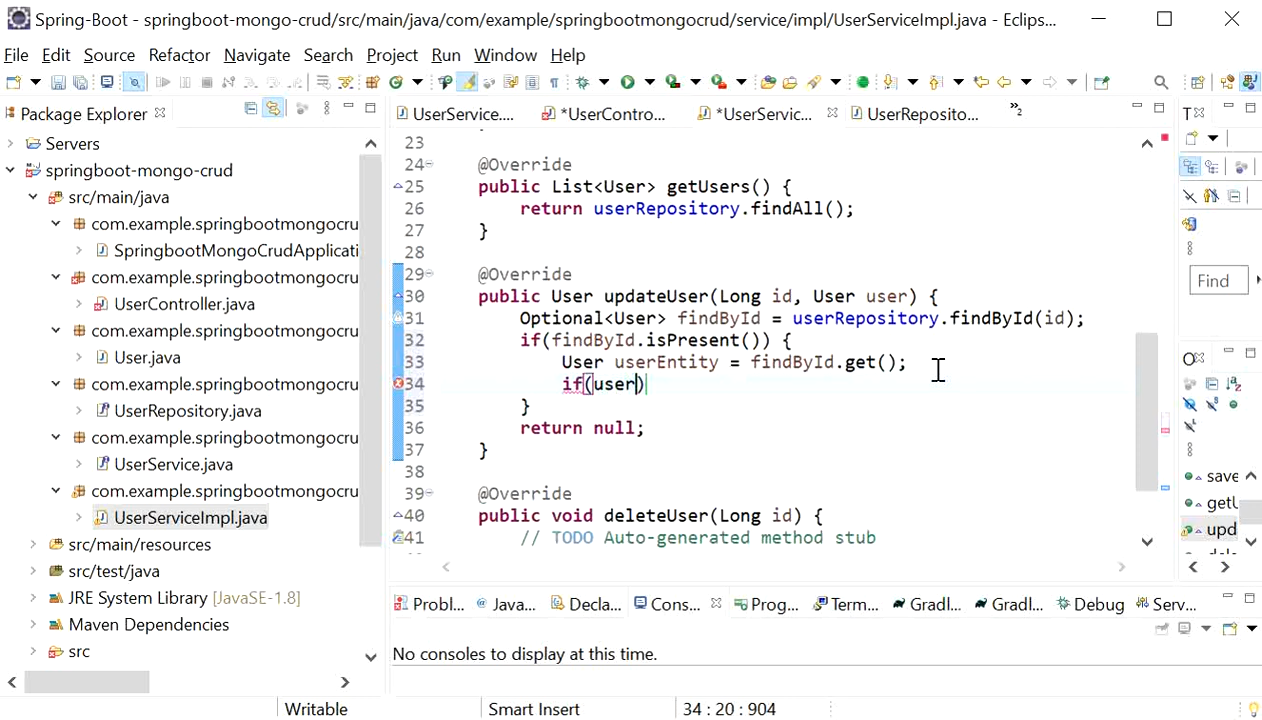 Spring-Boot - springboot-mongo-crud/src/main/java/com/example/springbootmongocrud/service/impl/UserServiceImpl.java - Eclips...
File Edit Source Refactor Navigate Search Project Run Window Help
Package Explorer
Servers
springboot-mongo-crud
src/main/java
com.example.springbootmongocru
SpringbootMongoCrudApplicati
com.example.springbootmongocru
UserController.java
com.example.springbootmongocru
User.java
com.example.springbootmongocru
UserRepository.java
com.example.springbootmongocru
UserService.java
com.example.springbootmongocru
UserServiceImpl.java
src/main/resources
src/test/java
JRE System Library [JavaSE-1.8]
Maven Dependencies
src
UserService.... *UserContro... *UserServic... UserReposito... »2
23
24 @Override
25 public List<User> getUsers() {
26 return userRepository.findAll();
27 }
28
29 @Override
30 public User updateUser(Long id, User user) {
31 Optional<User> findById = userRepository.findById(id);
32 if(findById.isPresent()) {
33 User userEntity = findById.get();
34 if(user)
35 }
36 return null;
37 }
38
39 @Override
40 public void deleteUser(Long id) {
41 // TODO Auto-generated method stub
T
Find
O
save
getU
upd
Probl... Java... Decla... Cons... Prog... Term... Gradl... Gradl... Debug Serv...
No consoles to display at this time.
Writable Smart Insert 34 : 20 : 904